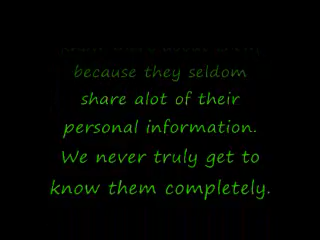 because they seldom
share alot of their
personal information.
We never truly get to
know them completely.